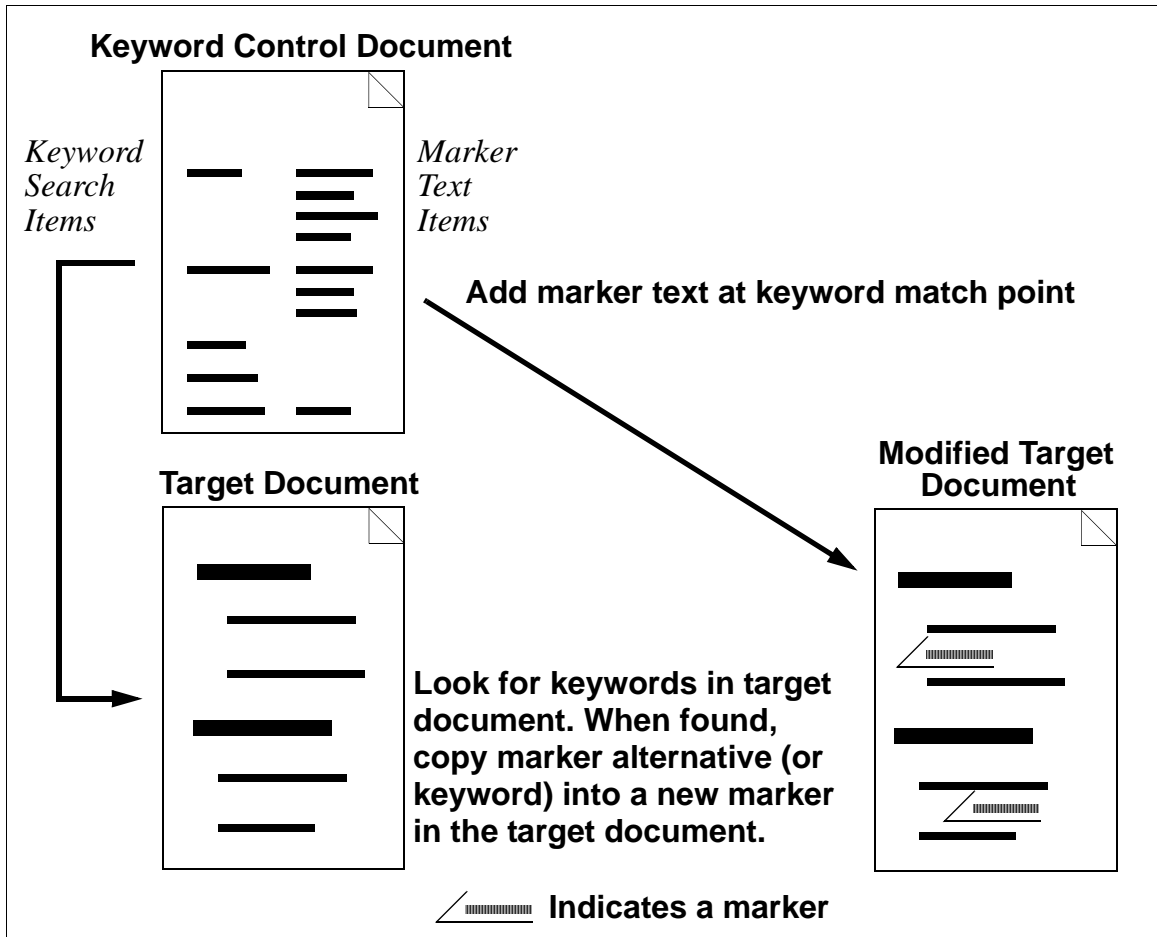 Keyword Control Document
Keyword
Search
Items
Marker
Text
Items
Add marker text at keyword match point
Target Document
Modified Target
Document
Look for keywords in target
document. When found,
copy marker alternative (or
keyword) into a new marker
in the target document.
Indicates a marker